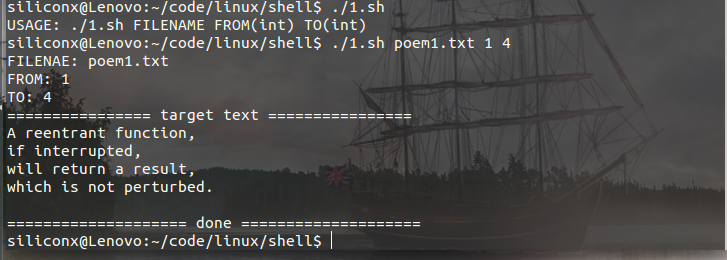 siliconx@Lenovo:~/code/linux/shell$ ./1.sh
USAGE: ./1.sh FILENAME FROM(int) TO(int)
siliconx@Lenovo:~/code/linux/shell$ ./1.sh poem1.txt 1 4
FILENAE: poem1.txt
FROM: 1
TO: 4
================ target text ================
A reentrant function,
if interrupted,
will return a result,
which is not perturbed.
==================== done ====================
siliconx@Lenovo:~/code/linux/shell$